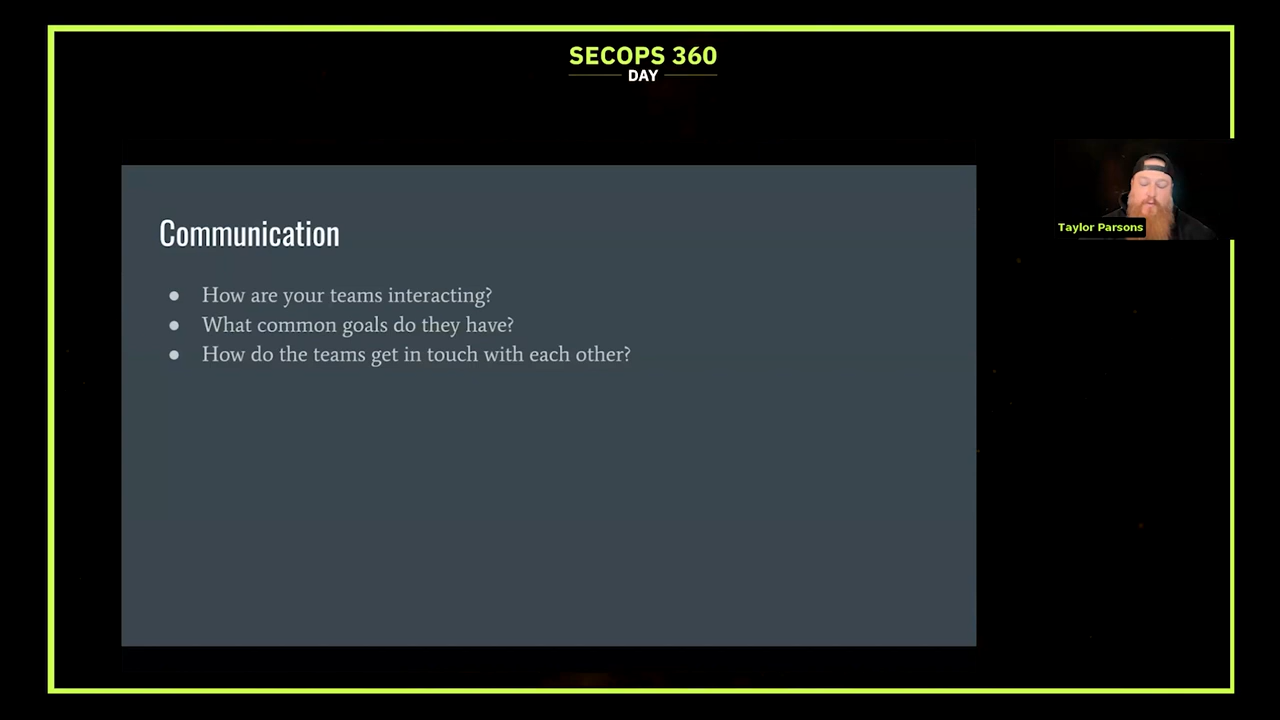 SECOPS 360
DAY
Communication
● How are your teams interacting?
● What common goals do they have?
● How do the teams get in touch with each other?
Taylor Parsons